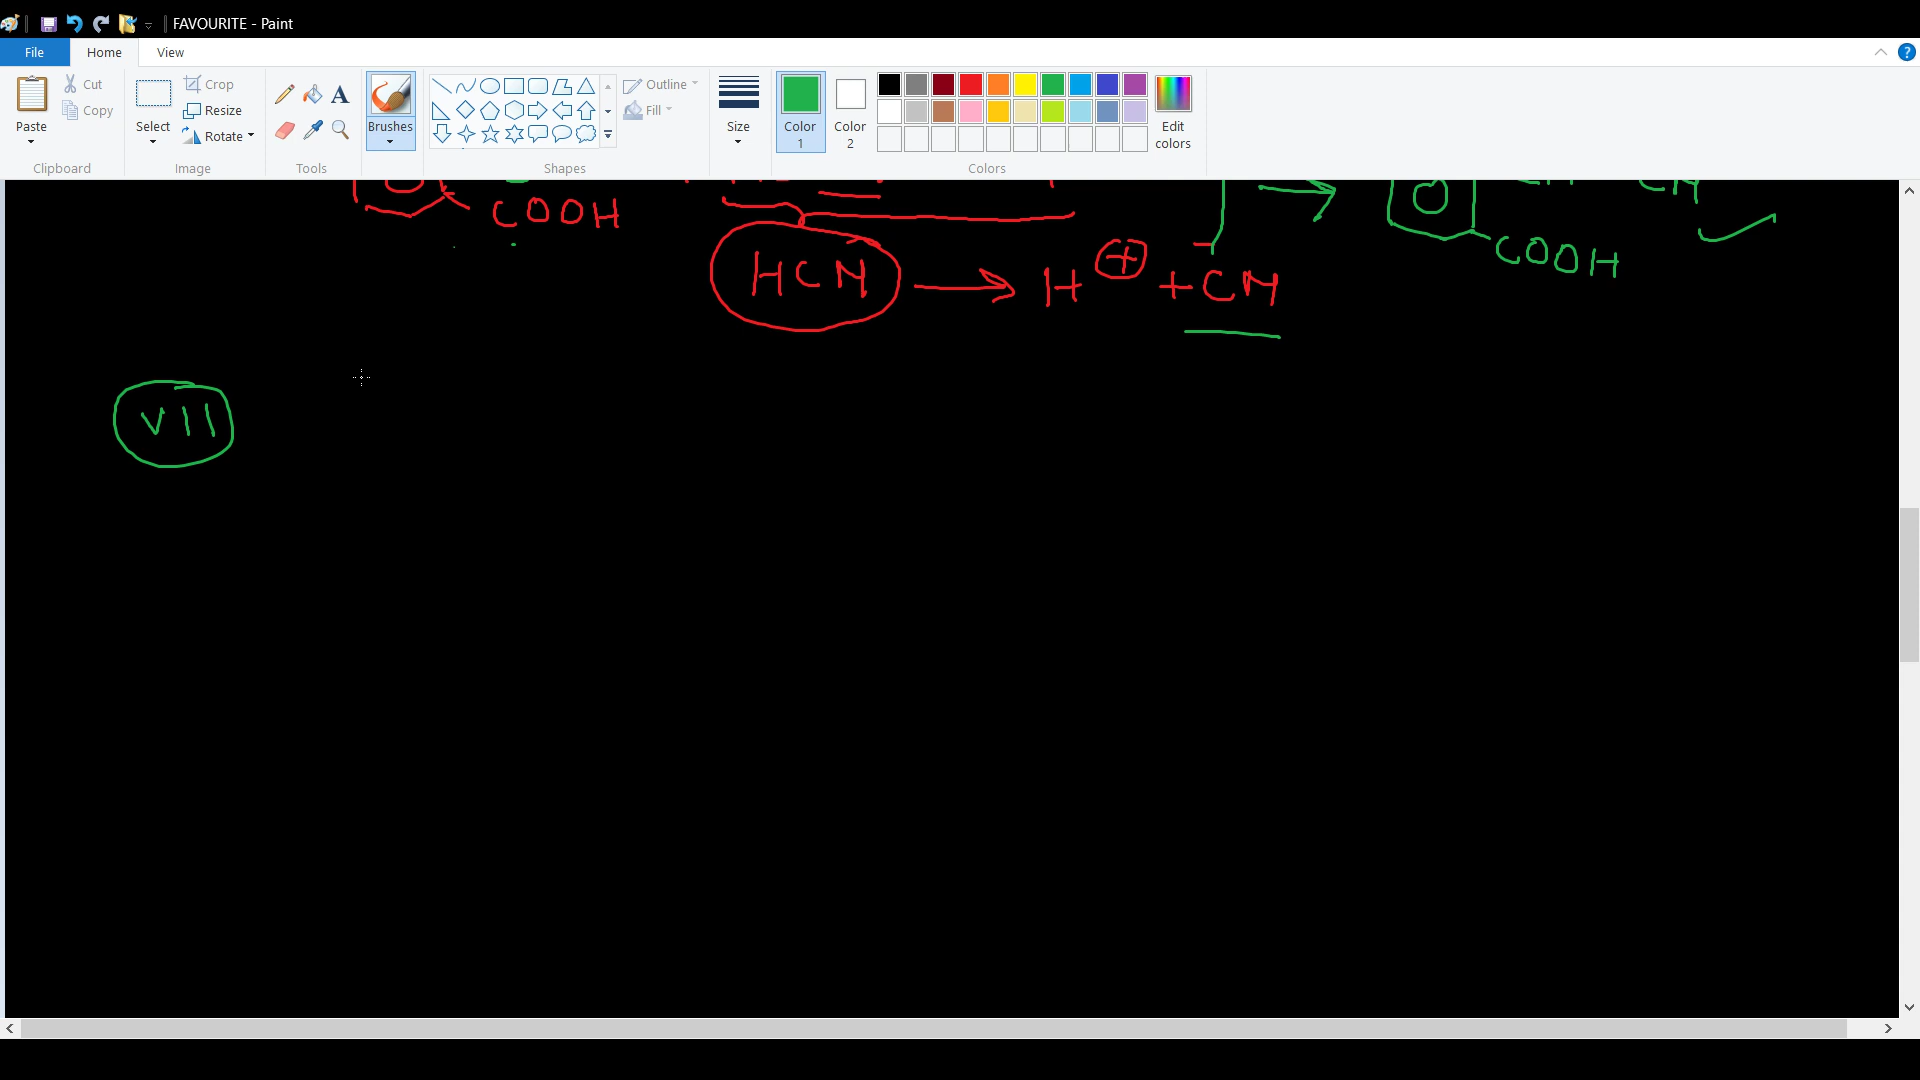 FAVOURITE - Paint
File Home View
Paste Cut Copy Select Crop Resize Rotate Brushes Outline Fill Size Color 1 Color 2 Edit colors
Clipboard Image Tools Shapes Colors
COOH
COOH
HCN → H⊕ + CN
VII